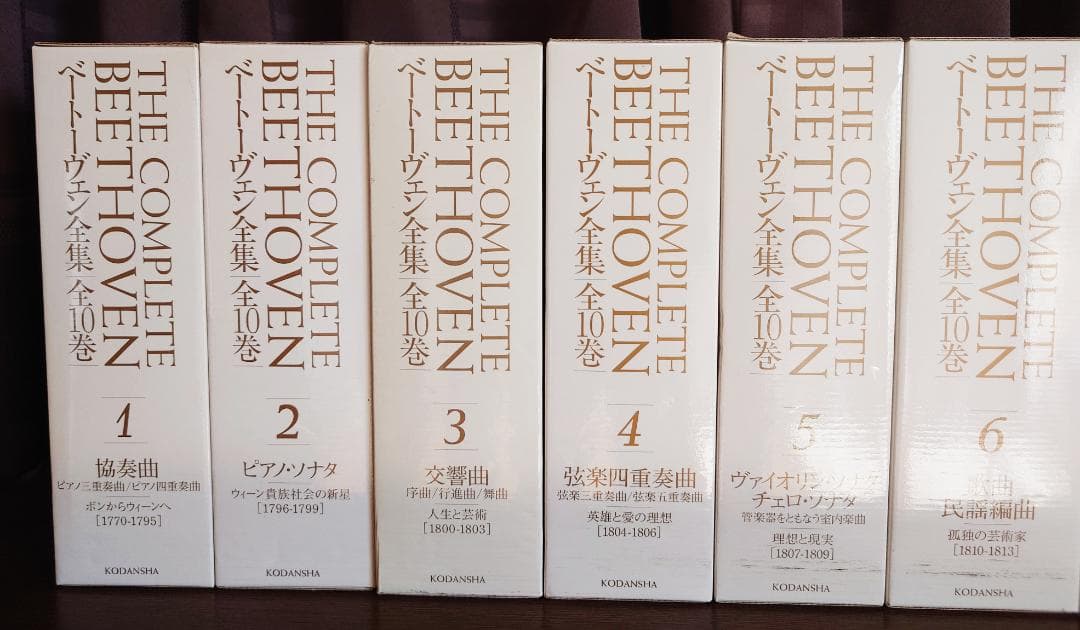 THE COMPLETE
BEETHOVEN
ベートーヴェン全集 全10巻
1
協奏曲
ピアノ三重奏曲/ピアノ四重奏曲
ボンからウィーンへ
[1770-1795]
KODANSHA
THE COMPLETE
BEETHOVEN
ベートーヴェン全集 全10巻
2
ピアノ・ソナタ
ウィーン貴族社会の新星
[1796-1799]
KODANSHA
THE COMPLETE
BEETHOVEN
ベートーヴェン全集 全10巻
3
交響曲
序曲/行進曲/舞曲
人生と芸術
[1800-1803]
KODANSHA
THE COMPLETE
BEETHOVEN
ベートーヴェン全集 全10巻
4
弦楽四重奏曲
弦楽三重奏曲/弦楽五重奏曲
英雄と愛の理想
[1804-1806]
KODANSHA
THE COMPLETE
BEETHOVEN
ベートーヴェン全集 全10巻
5
ヴァイオリン・ソナタ
チェロ・ソナタ
管楽器をともなう室内楽曲
理想と現実
[1807-1809]
KODANSHA
THE COMPLETE
BEETHOVEN
ベートーヴェン全集 全10巻
6
歌曲
民謡編曲
孤独の芸術家
[1810-1813]
KODANSHA